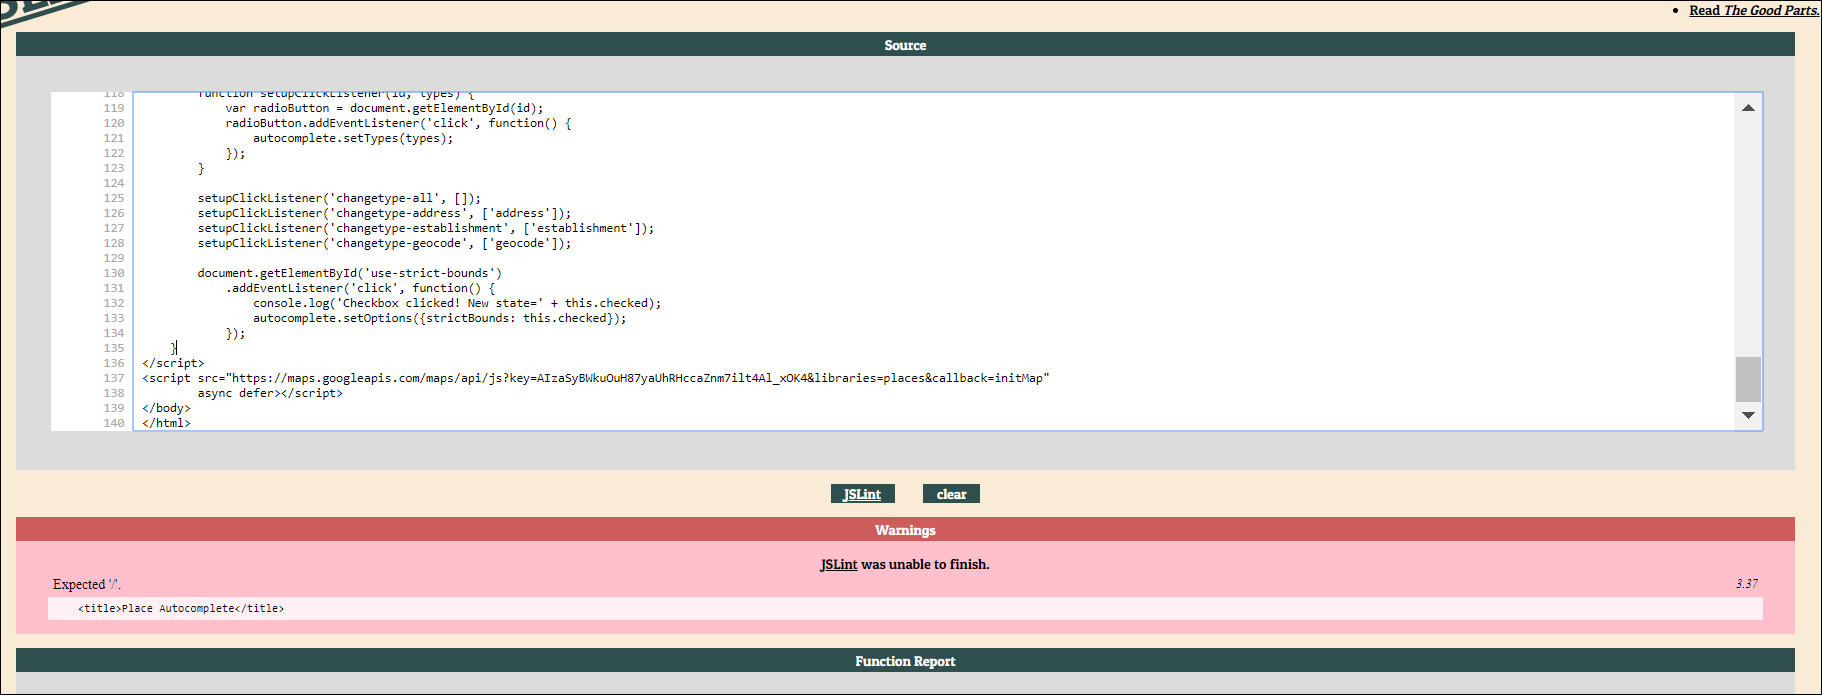 Read The Good Parts.
Source
118 function setupClickListener(id, types) {
119 var radioButton = document.getElementById(id);
120 radioButton.addEventListener('click', function() {
121 autocomplete.setTypes(types);
122 });
123 }
124
125 setupClickListener('changetype-all', []);
126 setupClickListener('changetype-address', ['address']);
127 setupClickListener('changetype-establishment', ['establishment']);
128 setupClickListener('changetype-geocode', ['geocode']);
129
130 document.getElementById('use-strict-bounds')
131 .addEventListener('click', function() {
132 console.log('Checkbox clicked! New state=' + this.checked);
133 autocomplete.setOptions({strictBounds: this.checked});
134 });
135 }
136 </script>
137 <script src="https://maps.googleapis.com/maps/api/js?key=AIzaSyBWkuOuH87yaUhRHccaZnm7ilt4Al_xOK4&libraries=places&callback=initMap"
138 async defer></script>
139 </body>
140 </html>
JSLint clear
Warnings
JSLint was unable to finish.
Expected '/'. 3.37
<title>Place Autocomplete</title>
Function Report